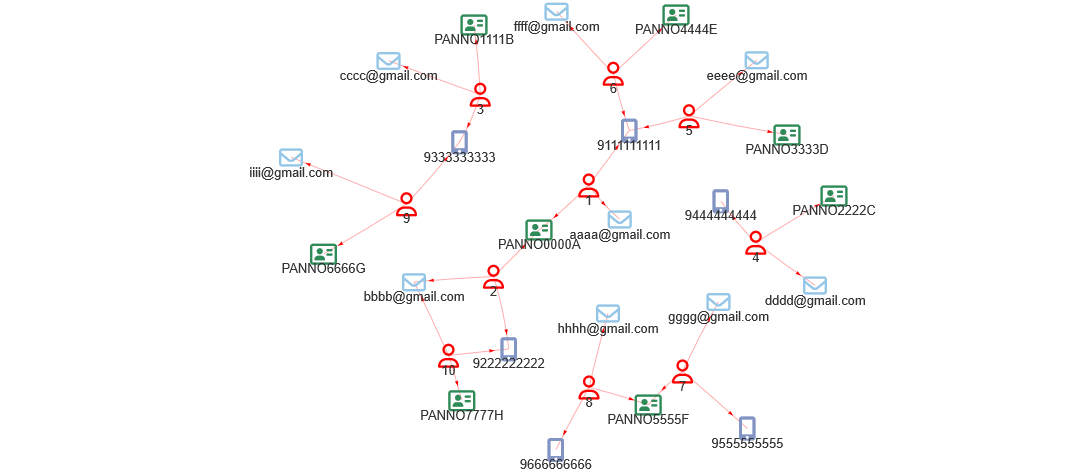 ffff@gmail.com
PANNO4444E
PANNO1111B
cccc@gmail.com
eeee@gmail.com
6
3
5
9111111111
PANNO3333D
9333333333
iiii@gmail.com
1
9444444444
PANNO2222C
9
aaaa@gmail.com
PANNO0000A
4
PANNO6666G
2
bbbb@gmail.com
dddd@gmail.com
gggg@gmail.com
hhhh@gmail.com
9222222222
10
7
8
PANNO7777H
PANNO5555F
9555555555
9666666666